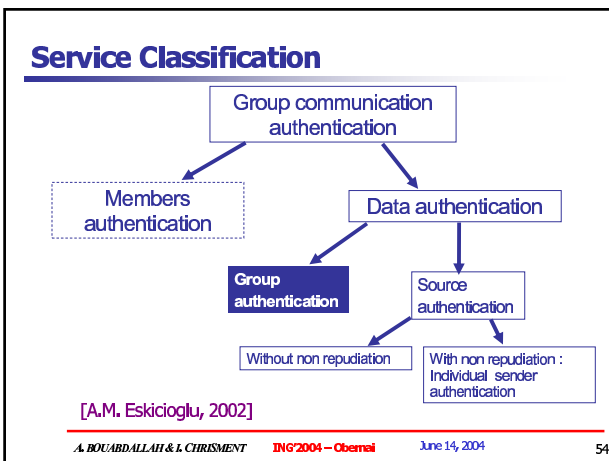 Service Classification
Group communication
authentication
Members
authentication
Data authentication
Group
authentication
Source
authentication
Without non repudiation
With non repudiation :
Individual sender
authentication
[A.M. Eskicioglu, 2002]
A. BOUABDALLAH & I. CHRISMENT ING'2004 – Obernai June 14, 2004 54